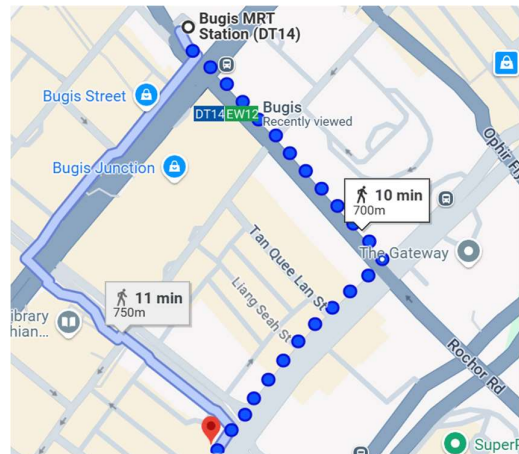 Bugis MRT
Station (DT14)
Bugis Street
DT14 EW12
Bugis
Recently viewed
Bugis Junction
Ophir
10 min
700m
Tan Quee Lan St
The Gateway
Liang Seah St
11 min
750m
ibrary
hian...
Rochor Rd
SuperP